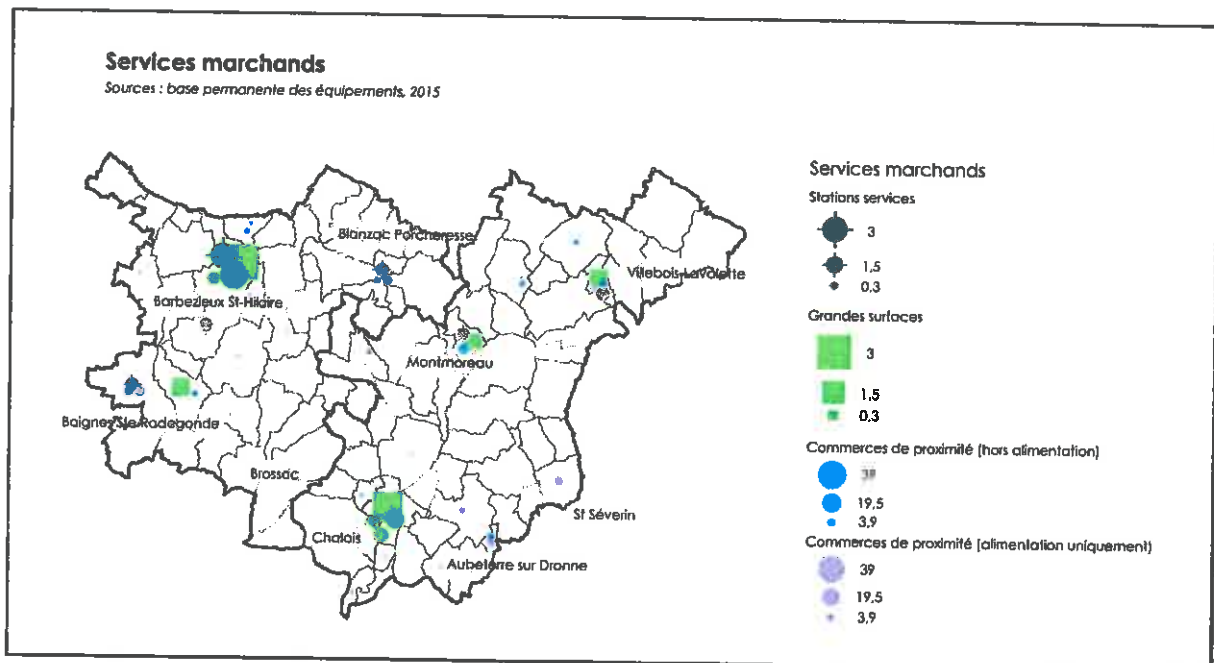 Services marchands
Sources : base permanente des équipements, 2015
Blanzac Porcheresse
Villebois-Lavalette
Barbezieux St-Hilaire
Montmoreau
Baignes Ste-Radegonde
Brossac
St Séverin
Chalais
Aubeterre sur Dronne
Services marchands
Stations services
3
1,5
0.3
Grandes surfaces
3
1,5
0.3
Commerces de proximité (hors alimentation)
19,5
3,9
Commerces de proximité (alimentation uniquement)
39
19,5
3,9